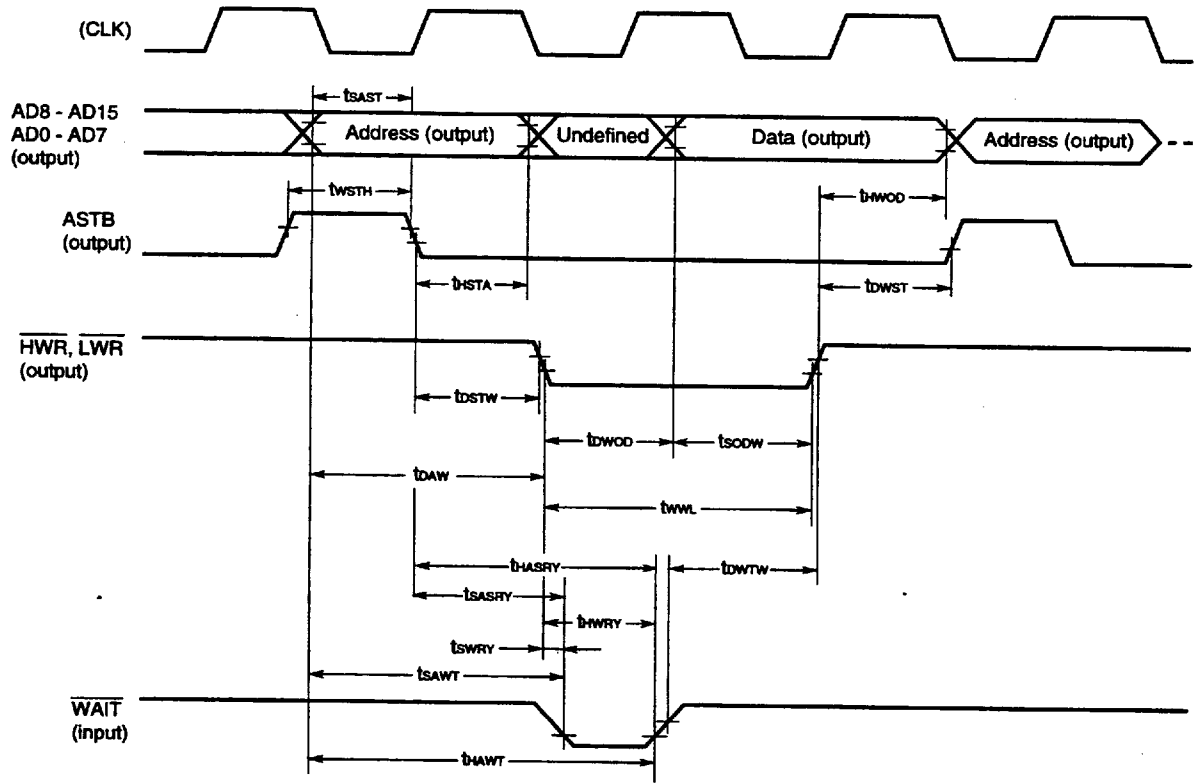 (CLK)
tSAST
AD8 - AD15
AD0 - AD7
(output)
Address (output)
Undefined
Data (output)
Address (output)
tWSTH
tHWOD
ASTB
(output)
tHSTA
tDWST
HWR, LWR
(output)
tDSTW
tDWOD
tSODW
tDAW
tWWL
tHASRY
tDWTW
tSASRY
tHWRY
tSWRY
tSAWT
WAIT
(input)
tHAWT